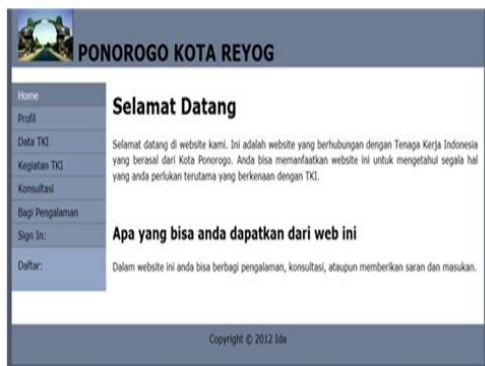 PONOROGO KOTA REYOG
Home
Profil
Data TKI
Kegiatan TKI
Konsultasi
Bagi Pengalaman
Sign In:
Daftar:
Selamat Datang
Selamat datang di website kami. Ini adalah website yang berhubungan dengan Tenaga Kerja Indonesia
yang berasal dari Kota Ponorogo. Anda bisa memanfaatkan website ini untuk mengetahui segala hal
yang anda perlukan terutama yang berkenaan dengan TKI.
Apa yang bisa anda dapatkan dari web ini
Dalam website ini anda bisa berbagi pengalaman, konsultasi, ataupun memberikan saran dan masukan.
Copyright © 2012 Ida